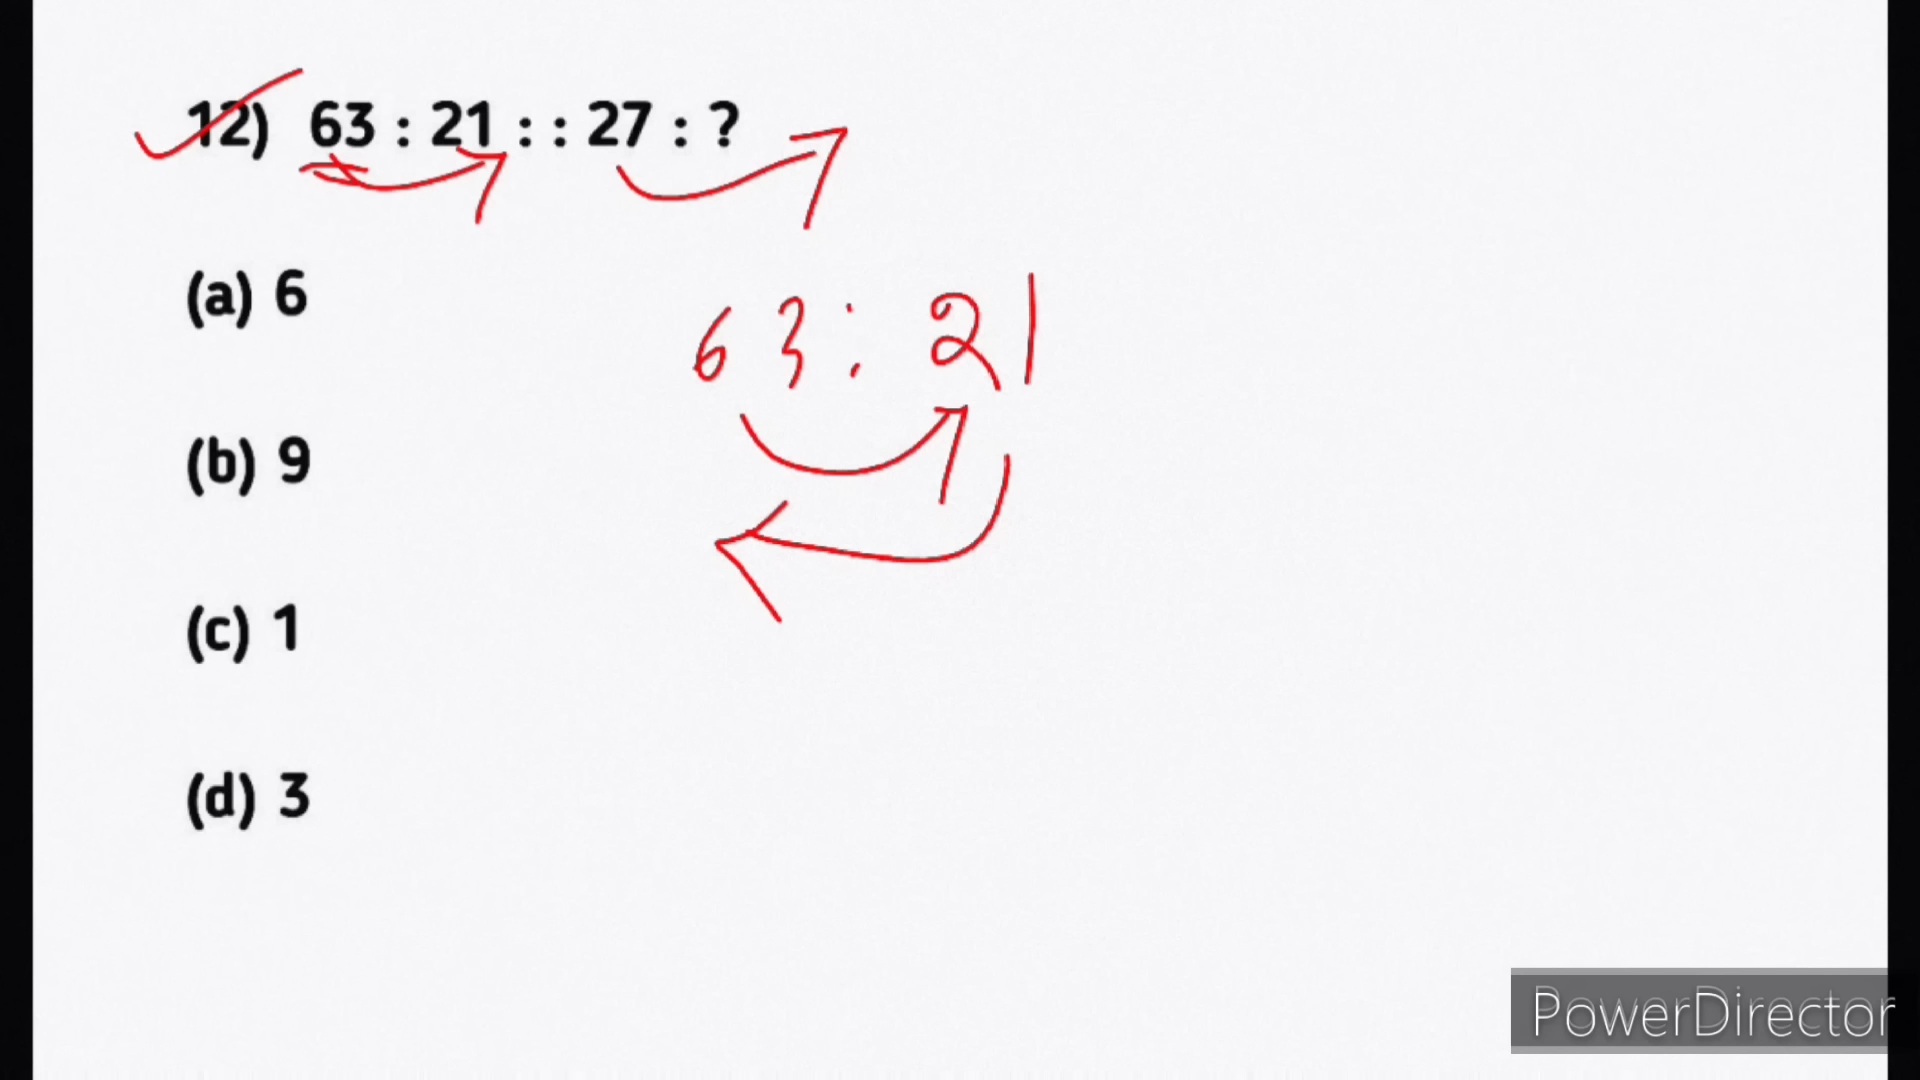 12) 63 : 21 : : 27 : ?
(a) 6
63 : 21
(b) 9
(c) 1
(d) 3
PowerDirector